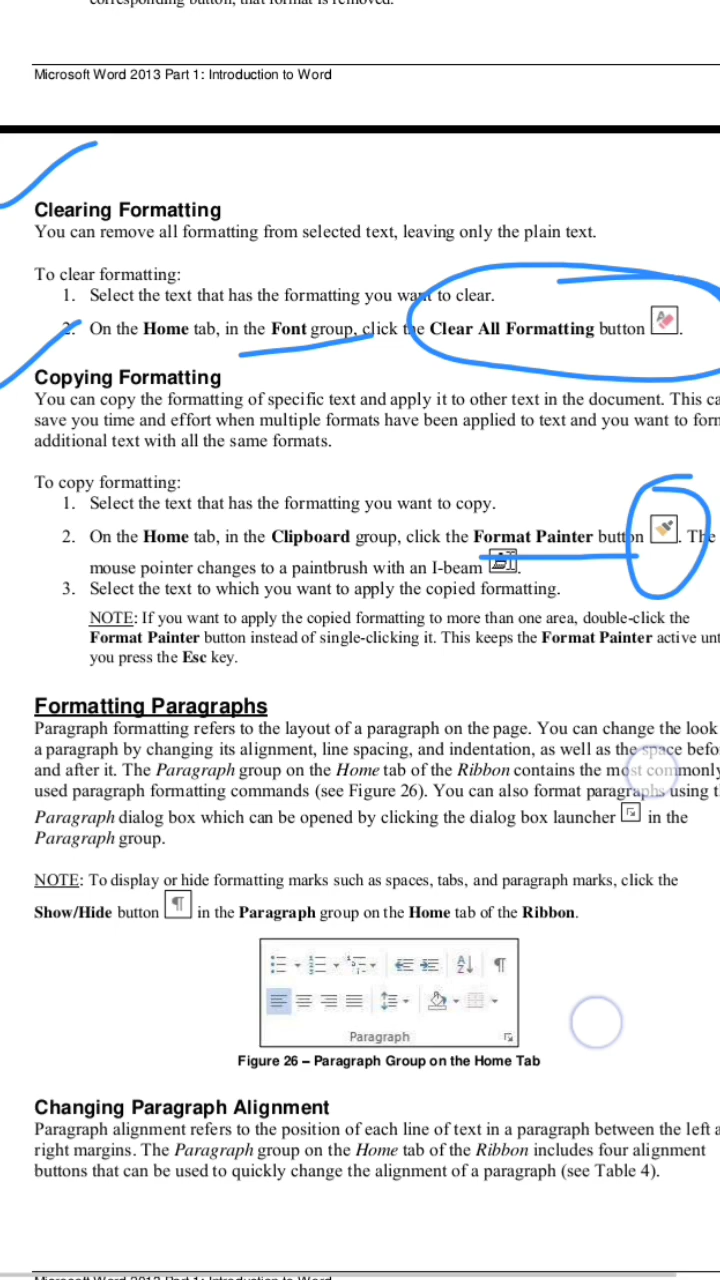 corresponding button, that format is removed.
Microsoft Word 2013 Part 1: Introduction to Word
Clearing Formatting
You can remove all formatting from selected text, leaving only the plain text.
To clear formatting:
1. Select the text that has the formatting you want to clear.
2. On the Home tab, in the Font group, click the Clear All Formatting button .
Copying Formatting
You can copy the formatting of specific text and apply it to other text in the document. This ca
save you time and effort when multiple formats have been applied to text and you want to form
additional text with all the same formats.
To copy formatting:
1. Select the text that has the formatting you want to copy.
2. On the Home tab, in the Clipboard group, click the Format Painter button . The
mouse pointer changes to a paintbrush with an I-beam .
3. Select the text to which you want to apply the copied formatting.
NOTE: If you want to apply the copied formatting to more than one area, double-click the
Format Painter button instead of single-clicking it. This keeps the Format Painter active unt
you press the Esc key.
Formatting Paragraphs
Paragraph formatting refers to the layout of a paragraph on the page. You can change the look
a paragraph by changing its alignment, line spacing, and indentation, as well as the space befo
and after it. The Paragraph group on the Home tab of the Ribbon contains the most commonly
used paragraph formatting commands (see Figure 26). You can also format paragraphs using t
Paragraph dialog box which can be opened by clicking the dialog box launcher in the
Paragraph group.
NOTE: To display or hide formatting marks such as spaces, tabs, and paragraph marks, click the
Show/Hide button ¶ in the Paragraph group on the Home tab of the Ribbon.
Paragraph
Figure 26 – Paragraph Group on the Home Tab
Changing Paragraph Alignment
Paragraph alignment refers to the position of each line of text in a paragraph between the left a
right margins. The Paragraph group on the Home tab of the Ribbon includes four alignment
buttons that can be used to quickly change the alignment of a paragraph (see Table 4).
Microsoft Word 2013 Part 1: Introduction to Word